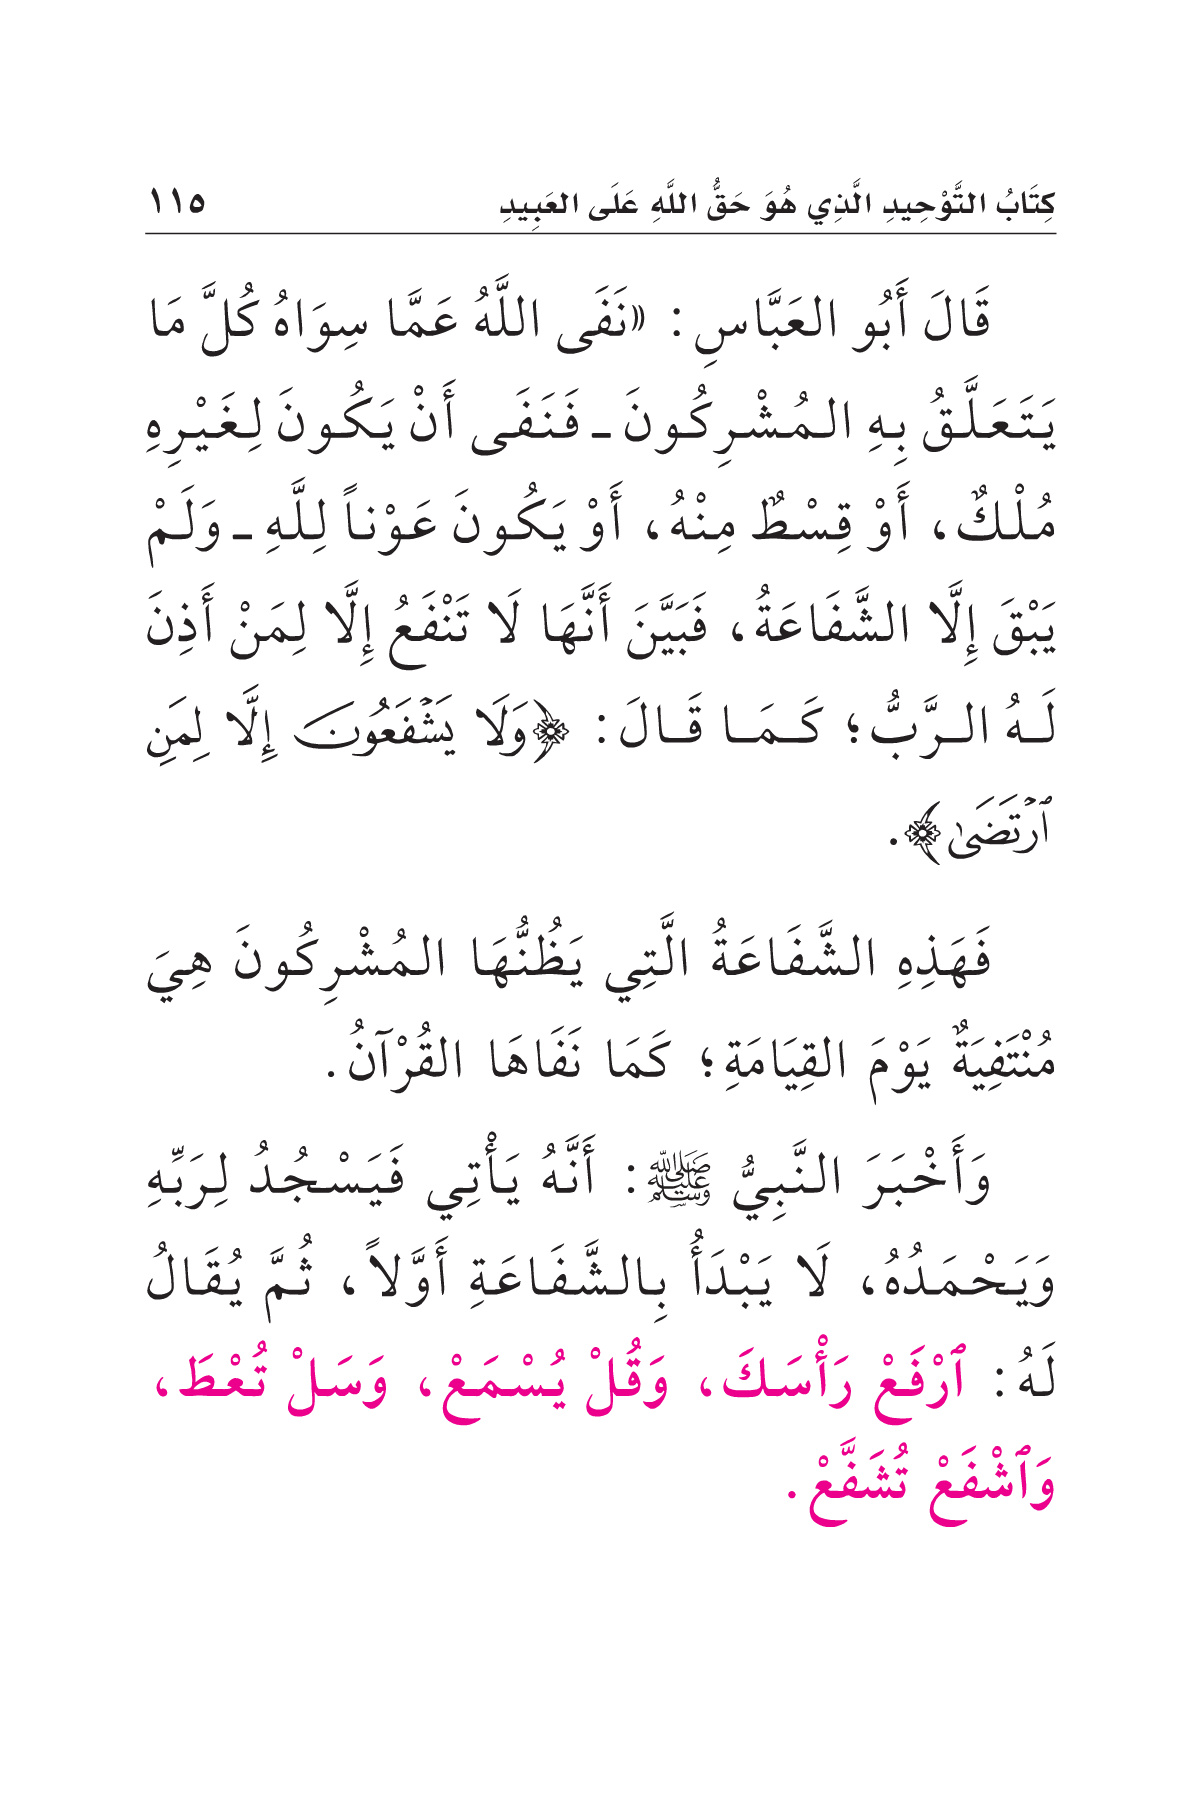 كِتَابُ التَّوْحِيدِ الَّذِي هُوَ حَقُّ اللَّهِ عَلَى العَبِيدِ ١١٥
قَالَ أَبُو العَبَّاسِ: «نَفَى اللَّهُ عَمَّا سِوَاهُ كُلَّ مَا
يَتَعَلَّقُ بِهِ المُشْرِكُونَ ـ فَنَفَى أَنْ يَكُونَ لِغَيْرِهِ
مُلْكٌ، أَوْ قِسْطٌ مِنْهُ، أَوْ يَكُونَ عَوْناً لِلَّهِ ـ وَلَمْ
يَبْقَ إِلَّا الشَّفَاعَةُ، فَبَيَّنَ أَنَّهَا لَا تَنْفَعُ إِلَّا لِمَنْ أَذِنَ
لَهُ الرَّبُّ؛ كَمَا قَالَ: ﴿وَلَا يَشْفَعُونَ إِلَّا لِمَنِ
ٱرْتَضَىٰ﴾.
فَهَذِهِ الشَّفَاعَةُ الَّتِي يَظُنُّهَا المُشْرِكُونَ هِيَ
مُنْتَفِيَةٌ يَوْمَ القِيَامَةِ؛ كَمَا نَفَاهَا القُرْآنُ.
وَأَخْبَرَ النَّبِيُّ ﷺ: أَنَّهُ يَأْتِي فَيَسْجُدُ لِرَبِّهِ
وَيَحْمَدُهُ، لَا يَبْدَأُ بِالشَّفَاعَةِ أَوَّلاً، ثُمَّ يُقَالُ
لَهُ: ٱرْفَعْ رَأْسَكَ، وَقُلْ يُسْمَعْ، وَسَلْ تُعْطَ،
وَٱشْفَعْ تُشَفَّعْ.